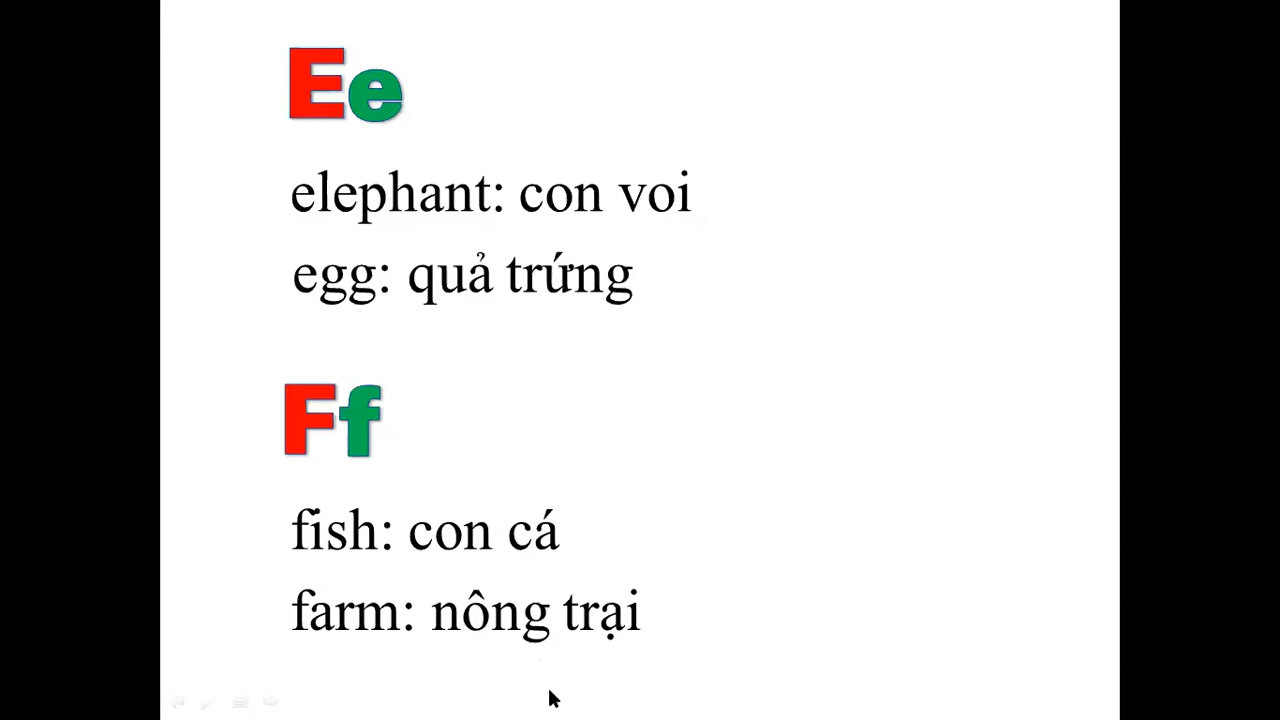 Ee
elephant: con voi
egg: quả trứng
Ff
fish: con cá
farm: nông trại